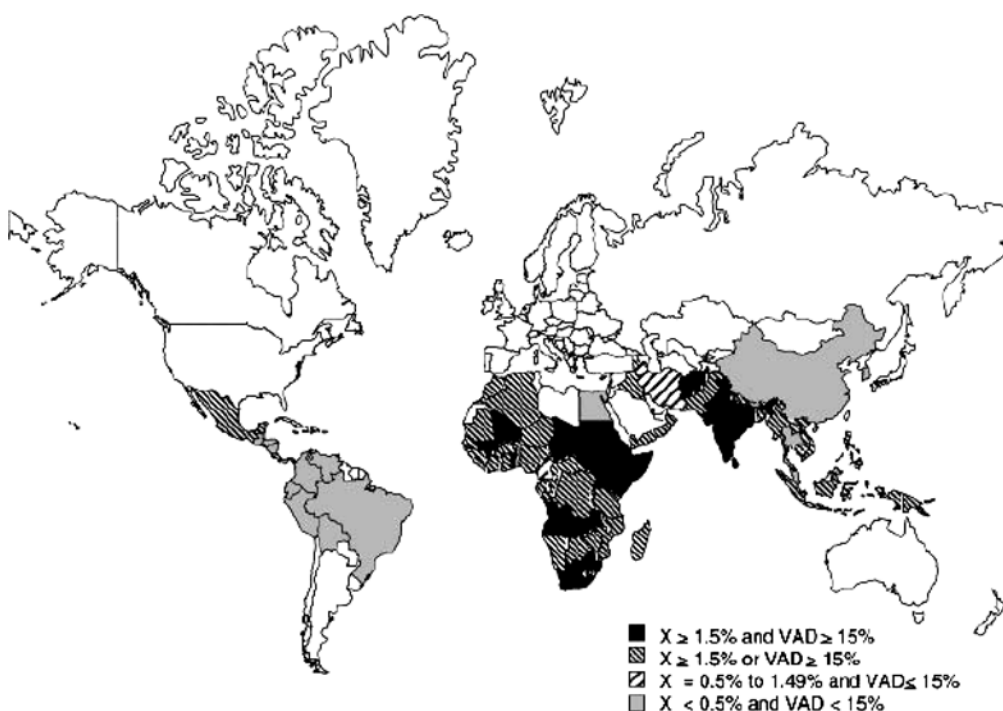 X ≥ 1.5% and VAD ≥ 15%
X ≥ 1.5% or VAD ≥ 15%
X = 0.5% to 1.49% and VAD ≤ 15%
X < 0.5% and VAD < 15%